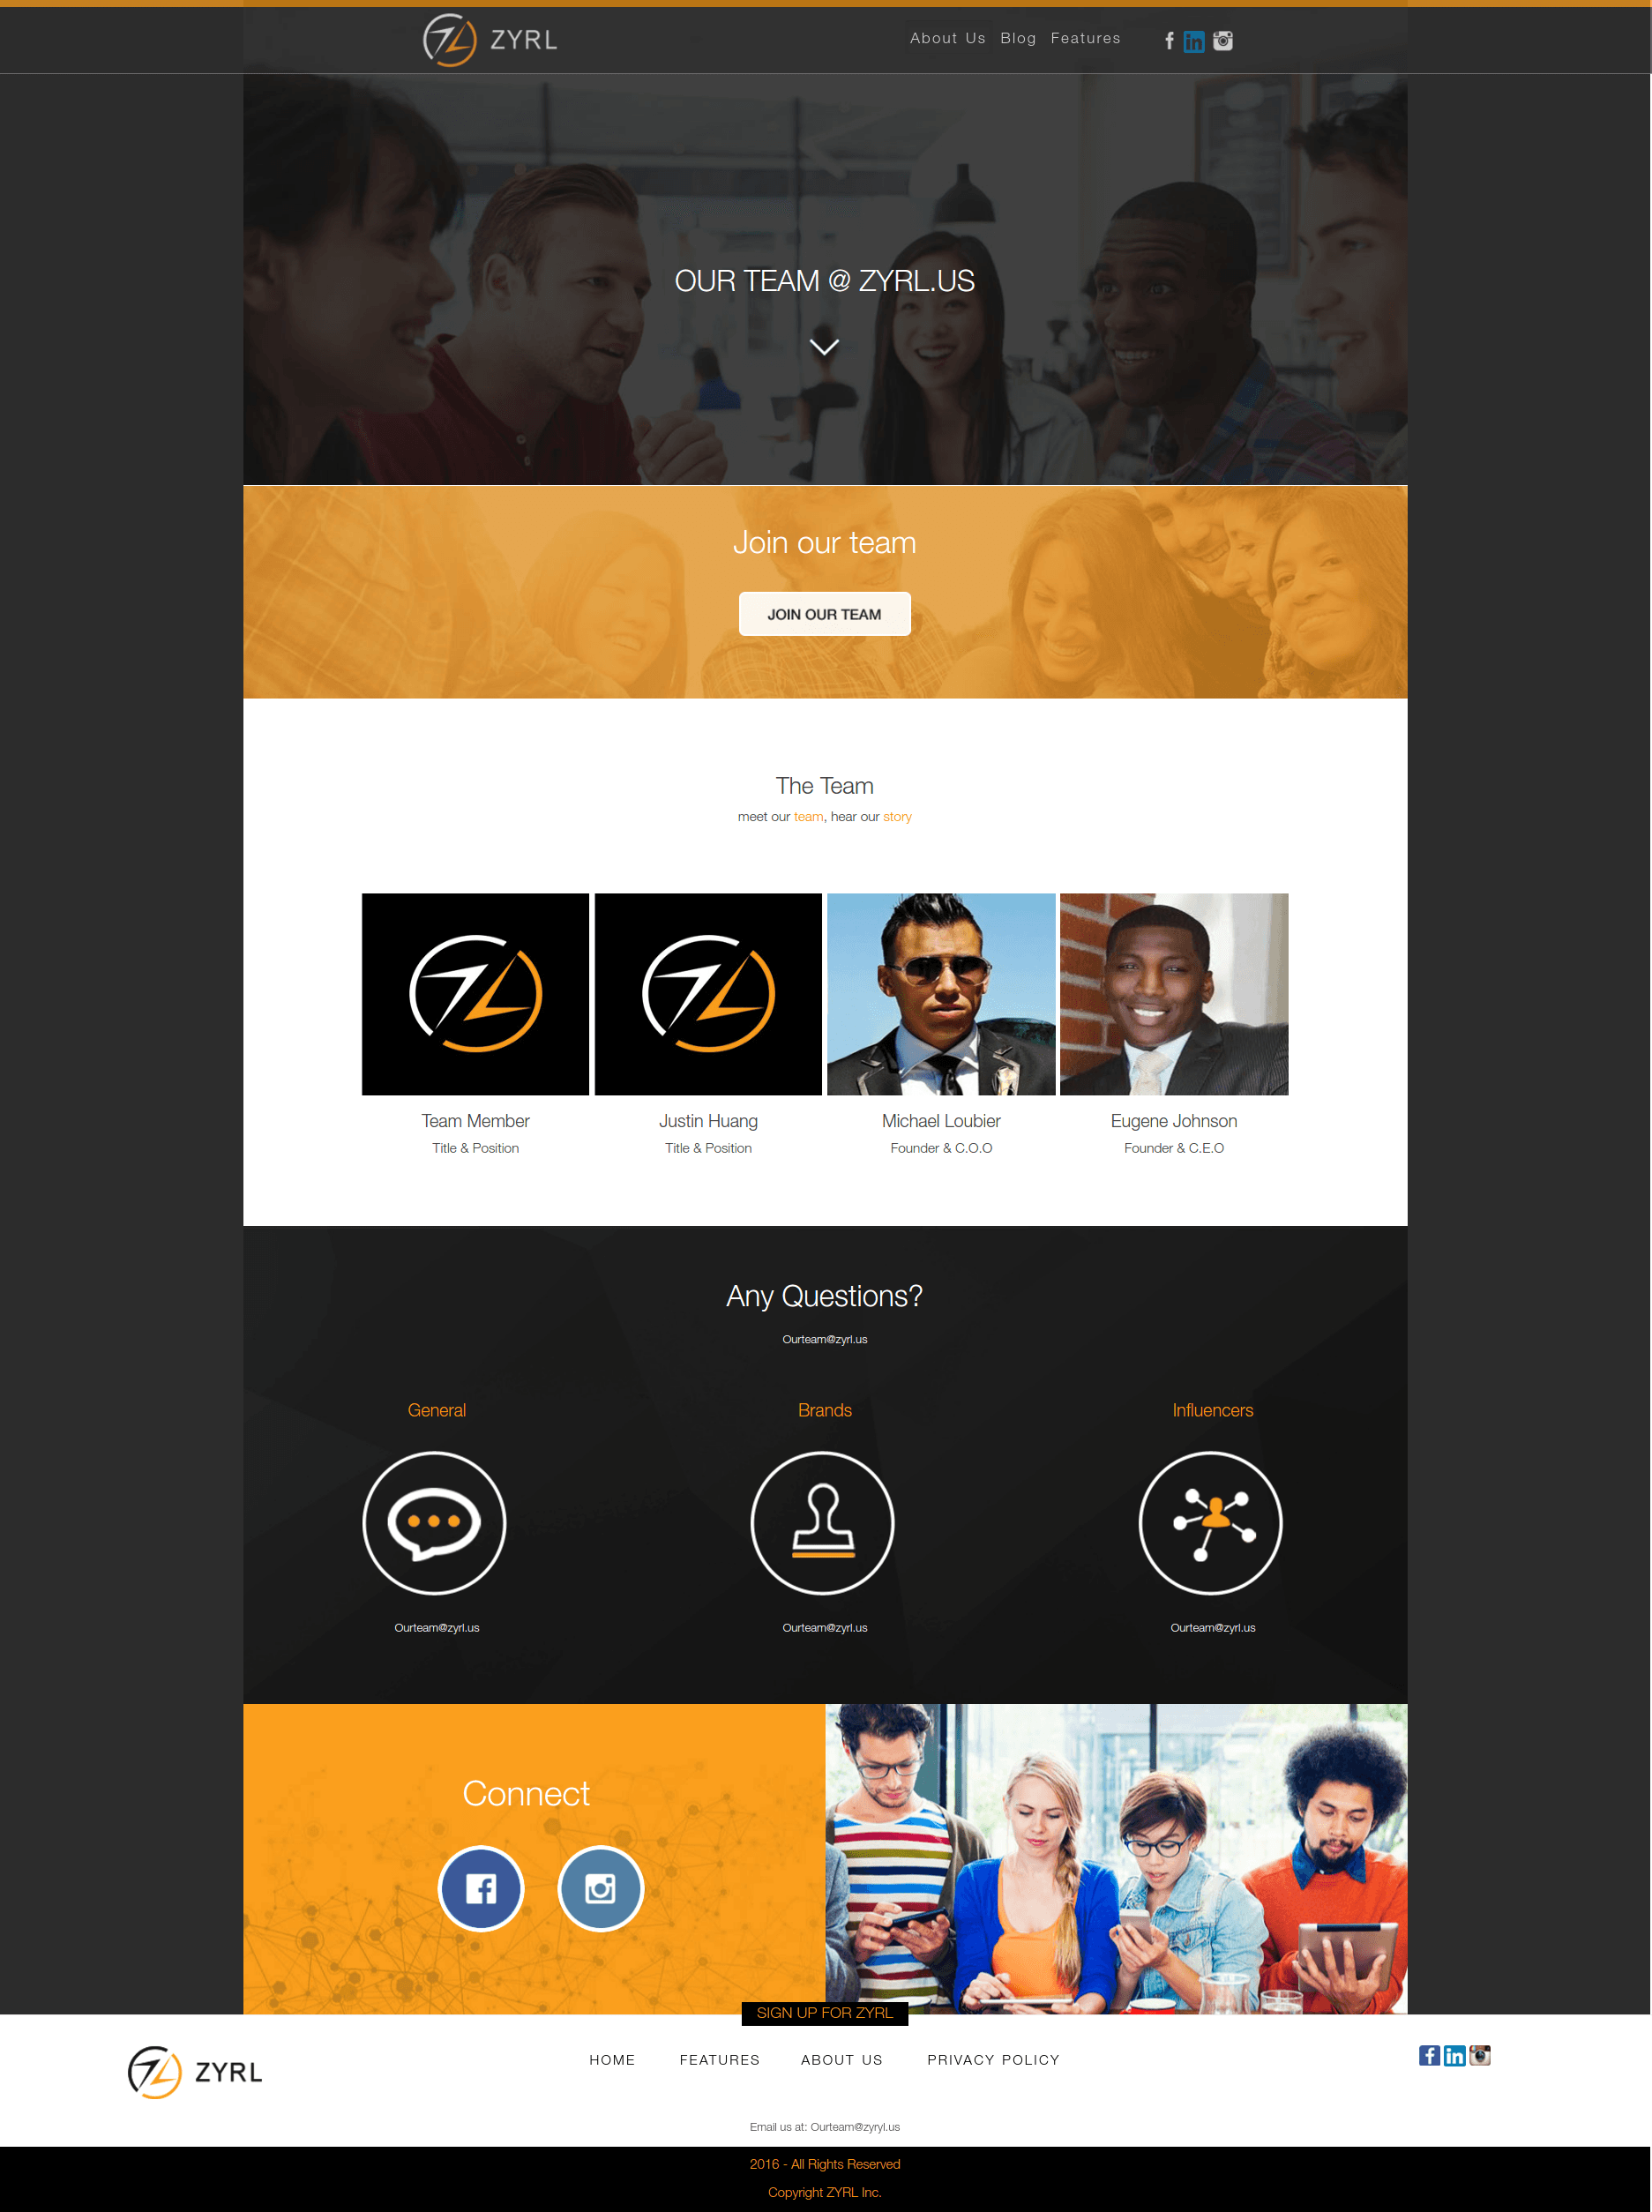 ZYRL
About Us Blog Features
OUR TEAM @ ZYRL.US
Join our team
JOIN OUR TEAM
The Team
meet our team, hear our story
Team Member
Title & Position
Justin Huang
Title & Position
Michael Loubier
Founder & C.O.O
Eugene Johnson
Founder & C.E.O
Any Questions?
Ourteam@zyrl.us
General
Brands
Influencers
Ourteam@zyrl.us
Ourteam@zyrl.us
Ourteam@zyrl.us
Connect
SIGN UP FOR ZYRL
ZYRL
HOME FEATURES ABOUT US PRIVACY POLICY
Email us at: Ourteam@zyryl.us
2016 - All Rights Reserved
Copyright ZYRL Inc.